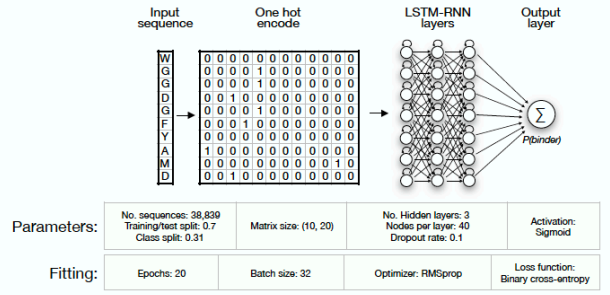 Input sequence
One hot encode
LSTM-RNN layers
Output layer
W 0 0 0 0 0 0 0 0 0 0 0 0
G 0 0 0 0 1 0 0 0 0 0 0 0
G 0 0 0 0 1 0 0 0 0 0 0 0
D 0 0 1 0 0 0 0 0 0 0 0 0
G 0 0 0 0 1 0 0 0 0 0 0 0
F 0 0 0 1 0 0 0 0 0 0 0 0
Y 0 0 0 0 0 0 0 0 0 0 0 0
A 1 0 0 0 0 0 0 0 0 0 0 0
M 0 0 0 0 0 0 0 0 0 0 1 0
D 0 0 1 0 0 0 0 0 0 0 0 0
Σ
P(binder)
Parameters:
No. sequences: 38,839
Training/test split: 0.7
Class split: 0.31
Matrix size: (10, 20)
No. Hidden layers: 3
Nodes per layer: 40
Dropout rate: 0.1
Activation:
Sigmoid
Fitting:
Epochs: 20
Batch size: 32
Optimizer: RMSprop
Loss function:
Binary cross-entropy